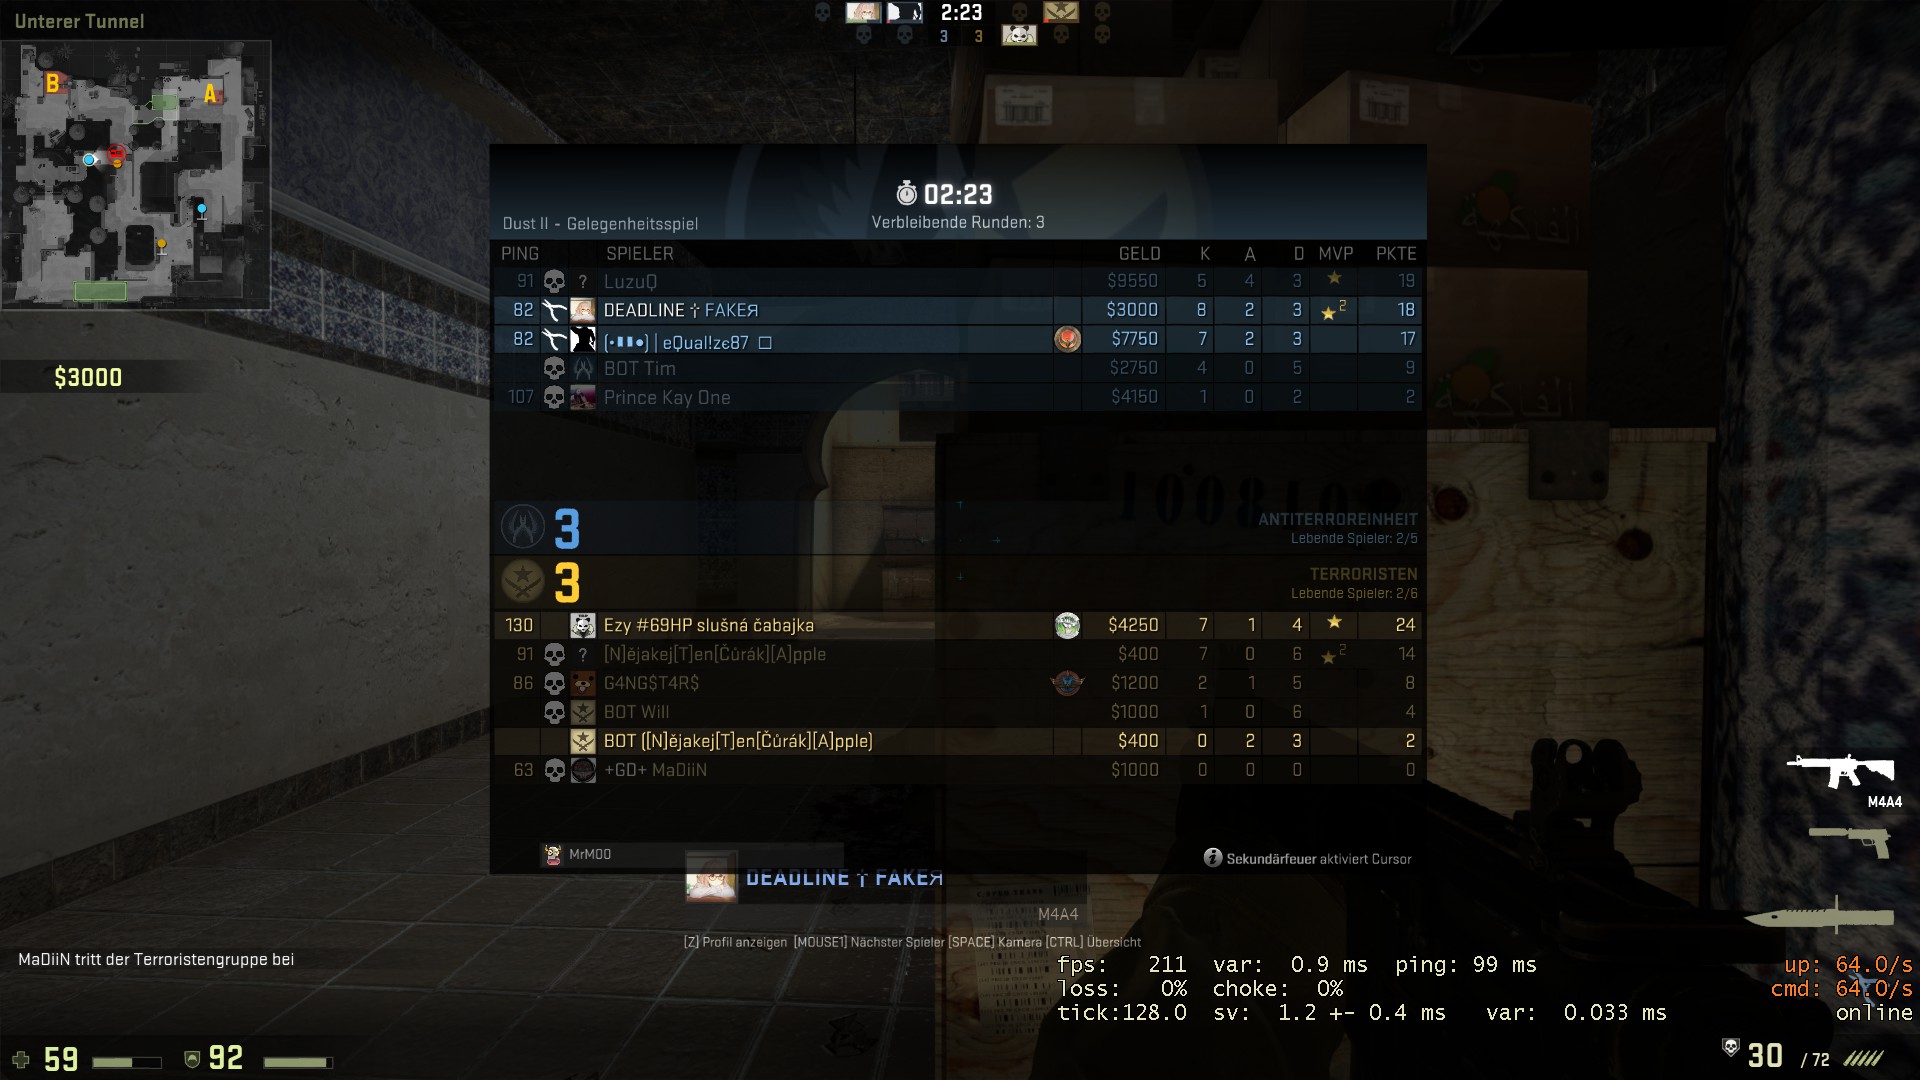 Unterer Tunnel
2:23
3 3
B
A
$3000
02:23
Dust II - Gelegenheitsspiel
Verbleibende Runden: 3
PING SPIELER GELD K A D MVP PKTE
91 ? LuzuQ $9550 5 4 3 19
82 DEADLINE † FAKEЯ $3000 8 2 3 2 18
82 (·▮▮●) | eQual!zє87 □ $7750 7 2 3 17
BOT Tim $2750 4 0 5 9
107 Prince Kay One $4150 1 0 2 2
3
ANTITERROREINHEIT
Lebende Spieler: 2/5
3
TERRORISTEN
Lebende Spieler: 2/6
130 Ezy #69HP slušná čabajka $4250 7 1 4 24
91 ? [N]ějakej[T]en[Čůrák][A]pple $400 7 0 6 2 14
86 G4NG$T4R$ $1200 2 1 5 8
BOT Will $1000 1 0 6 4
BOT ([N]ějakej[T]en[Čůrák][A]pple) $400 0 2 3 2
63 +GD+ MaDiiN $1000 0 0 0 0
MrMOO
Sekundärfeuer aktiviert Cursor
DEADLINE † FAKEЯ
M4A4
[Z] Profil anzeigen [MOUSE1] Nächster Spieler [SPACE] Kamera [CTRL] Übersicht
M4A4
MaDiiN tritt der Terroristengruppe bei
fps: 211 var: 0.9 ms ping: 99 ms
loss: 0% choke: 0%
tick:128.0 sv: 1.2 +- 0.4 ms var: 0.033 ms
up: 64.0/s
cmd: 64.0/s
online
59
92
30 / 72